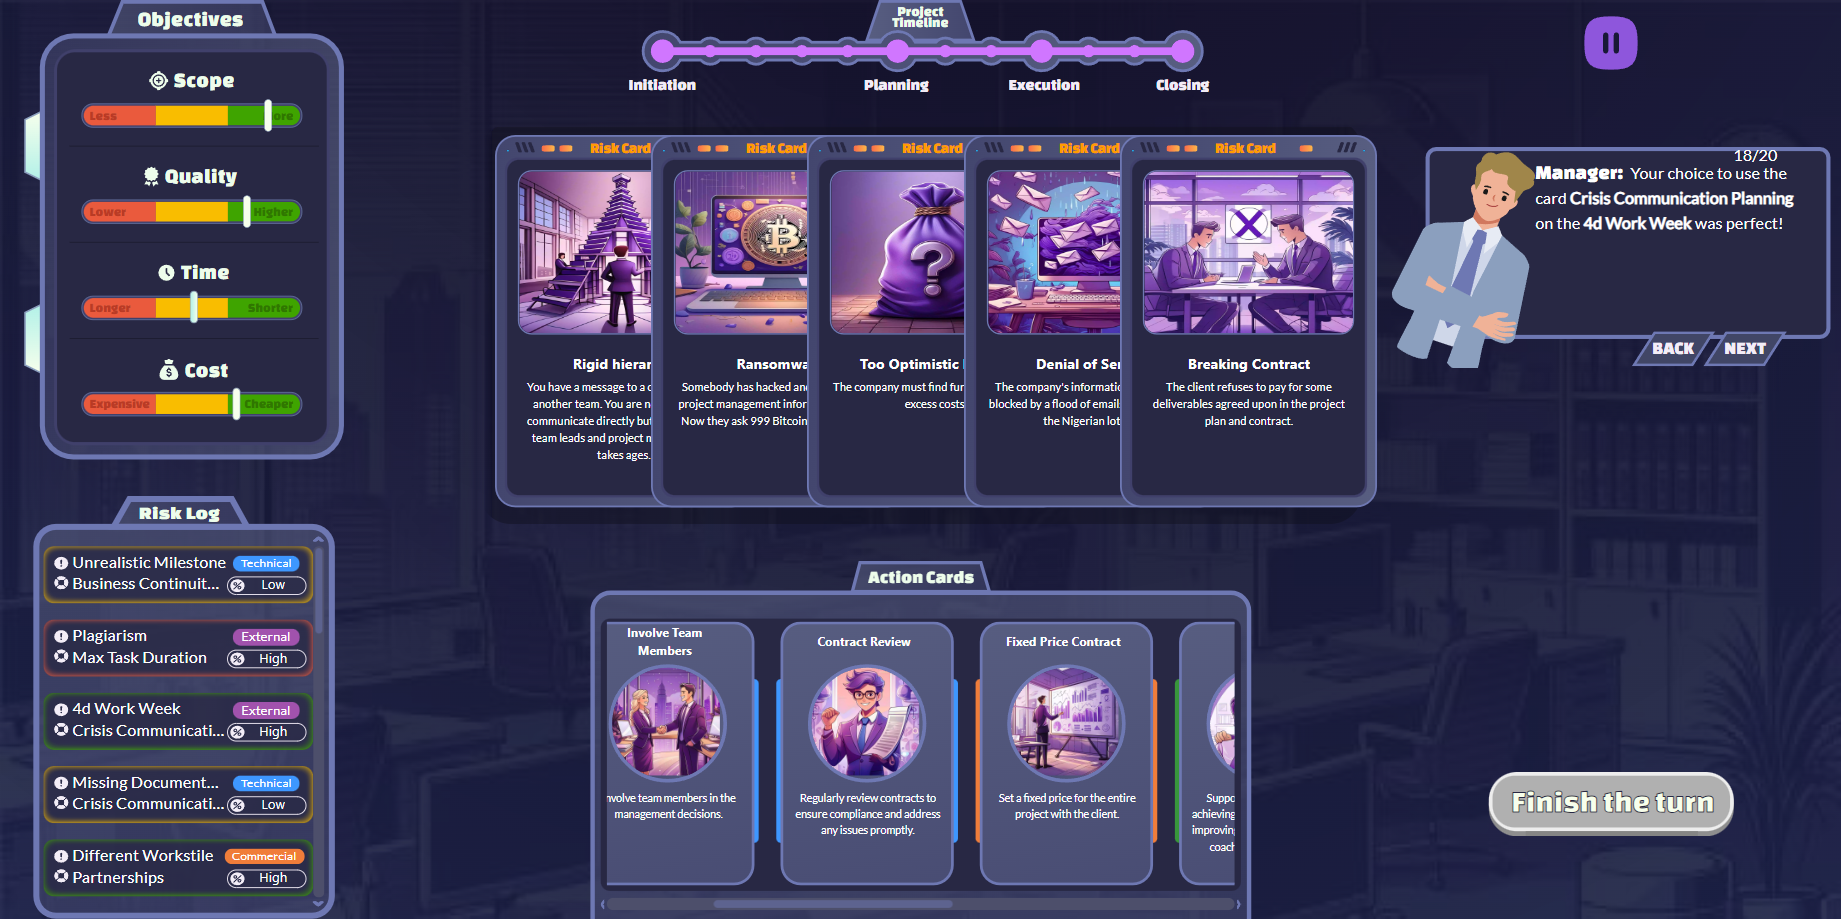 Objectives
Scope
Less
Quality
Lower
Higher
Time
Longer
Shorter
Cost
Expensive
Cheaper
Risk Log
Unrealistic Milestone
Technical
Business Continuit...
Low
Plagiarism
External
Max Task Duration
High
4d Work Week
External
Crisis Communicati...
High
Missing Document...
Technical
Crisis Communicati...
Low
Different Workstile
Commercial
Partnerships
High
Project
Timeline
Initiation
Planning
Execution
Closing
Risk Card
Rigid hierar
You have a message to a
another team. You are
communicate directly but
team leads and project
takes ages.
Risk Card
Ransomwa
Somebody has hacked an
project management infor
Now they ask 999 Bitcoin
Risk Card
Too Optimistic
The company must find fun
excess costs
Risk Card
Denial of Ser
The company's informatio
blocked by a flood of email
the Nigerian lot
Risk Card
Breaking Contract
The client refuses to pay for some
deliverables agreed upon in the project
plan and contract.
18/20
Manager: Your choice to use the
card Crisis Communication Planning
on the 4d Work Week was perfect!
BACK
NEXT
Action Cards
Involve Team
Members
nvolve team members in the
management decisions.
Contract Review
Regularly review contracts to
ensure compliance and address
any issues promptly.
Fixed Price Contract
Set a fixed price for the entire
project with the client.
Suppo
achieving
improving
coach
Finish the turn